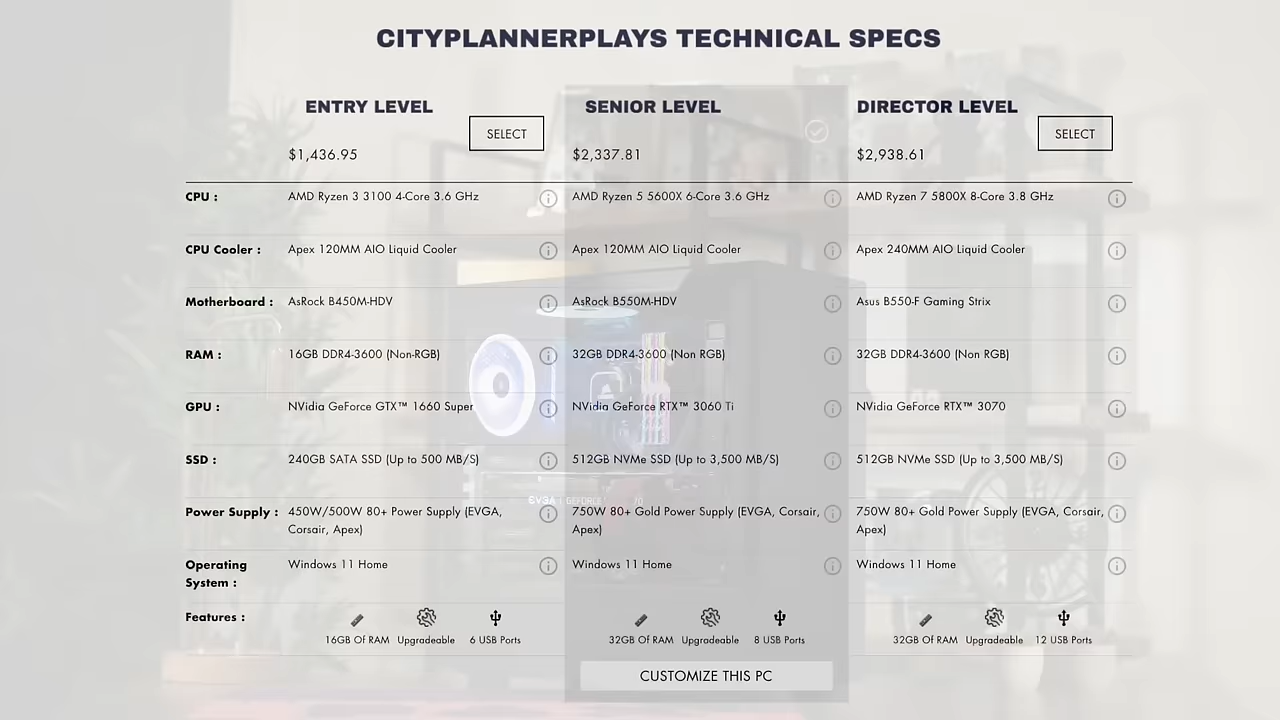 CITYPLANNERPLAYS TECHNICAL SPECS
ENTRY LEVEL
SELECT
$1,436.95
SENIOR LEVEL
$2,337.81
DIRECTOR LEVEL
SELECT
$2,938.61
CPU : AMD Ryzen 3 3100 4-Core 3.6 GHz AMD Ryzen 5 5600X 6-Core 3.6 GHz AMD Ryzen 7 5800X 8-Core 3.8 GHz
CPU Cooler : Apex 120MM AIO Liquid Cooler Apex 120MM AIO Liquid Cooler Apex 240MM AIO Liquid Cooler
Motherboard : AsRock B450M-HDV AsRock B550M-HDV Asus B550-F Gaming Strix
RAM : 16GB DDR4-3600 (Non-RGB) 32GB DDR4-3600 (Non RGB) 32GB DDR4-3600 (Non RGB)
GPU : NVidia GeForce GTX™ 1660 Super NVidia GeForce RTX™ 3060 Ti NVidia GeForce RTX™ 3070
SSD : 240GB SATA SSD (Up to 500 MB/S) 512GB NVMe SSD (Up to 3,500 MB/S) 512GB NVMe SSD (Up to 3,500 MB/S)
EVGA GEFORCE 70
Power Supply : 450W/500W 80+ Power Supply (EVGA, 750W 80+ Gold Power Supply (EVGA, Corsair, 750W 80+ Gold Power Supply (EVGA, Corsair,
Corsair, Apex) Apex) Apex)
Operating Windows 11 Home Windows 11 Home Windows 11 Home
System :
Features :
16GB Of RAM Upgradeable 6 USB Ports 32GB Of RAM Upgradeable 8 USB Ports 32GB Of RAM Upgradeable 12 USB Ports
CUSTOMIZE THIS PC